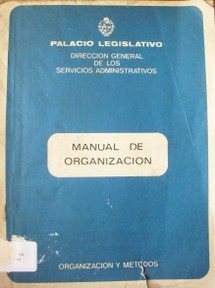 PALACIO LEGISLATIVO
DIRECCION GENERAL
DE LOS
SERVICIOS ADMINISTRATIVOS
MANUAL DE
ORGANIZACION
ORGANIZACION Y METODOS